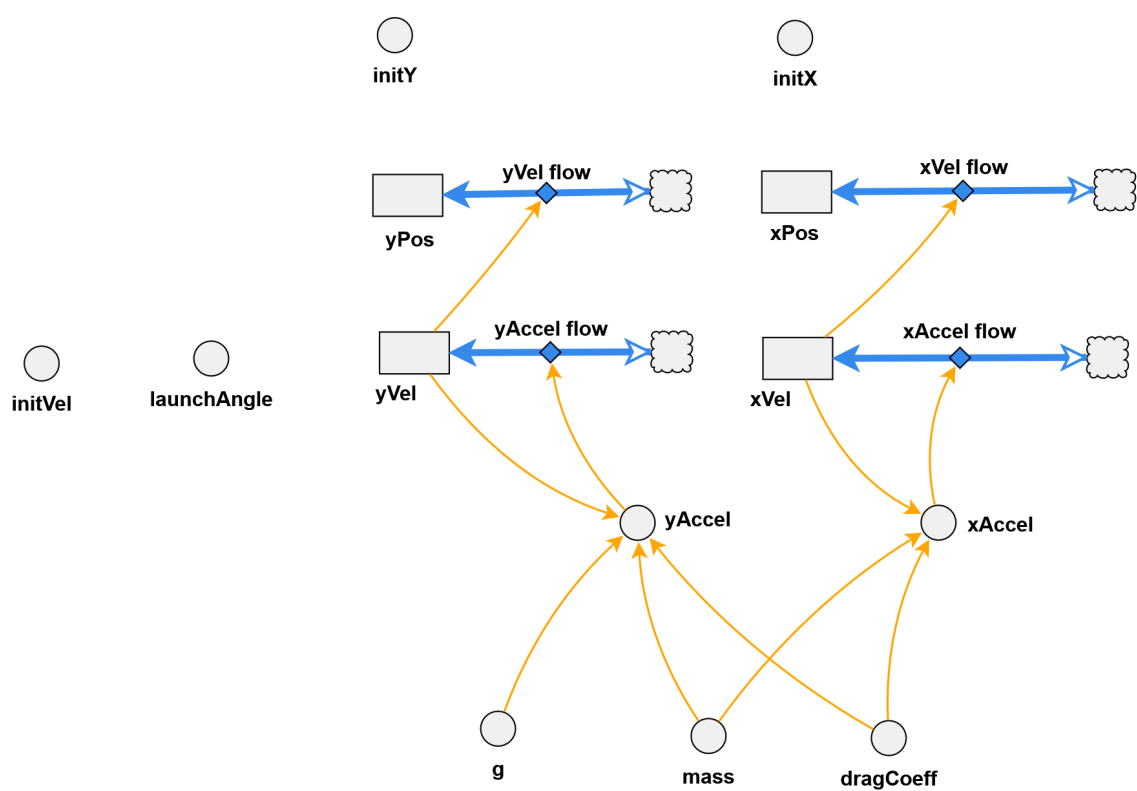 initY
initX
yVel flow
xVel flow
yPos
xPos
yAccel flow
xAccel flow
initVel
launchAngle
yVel
xVel
yAccel
xAccel
g
mass
dragCoeff